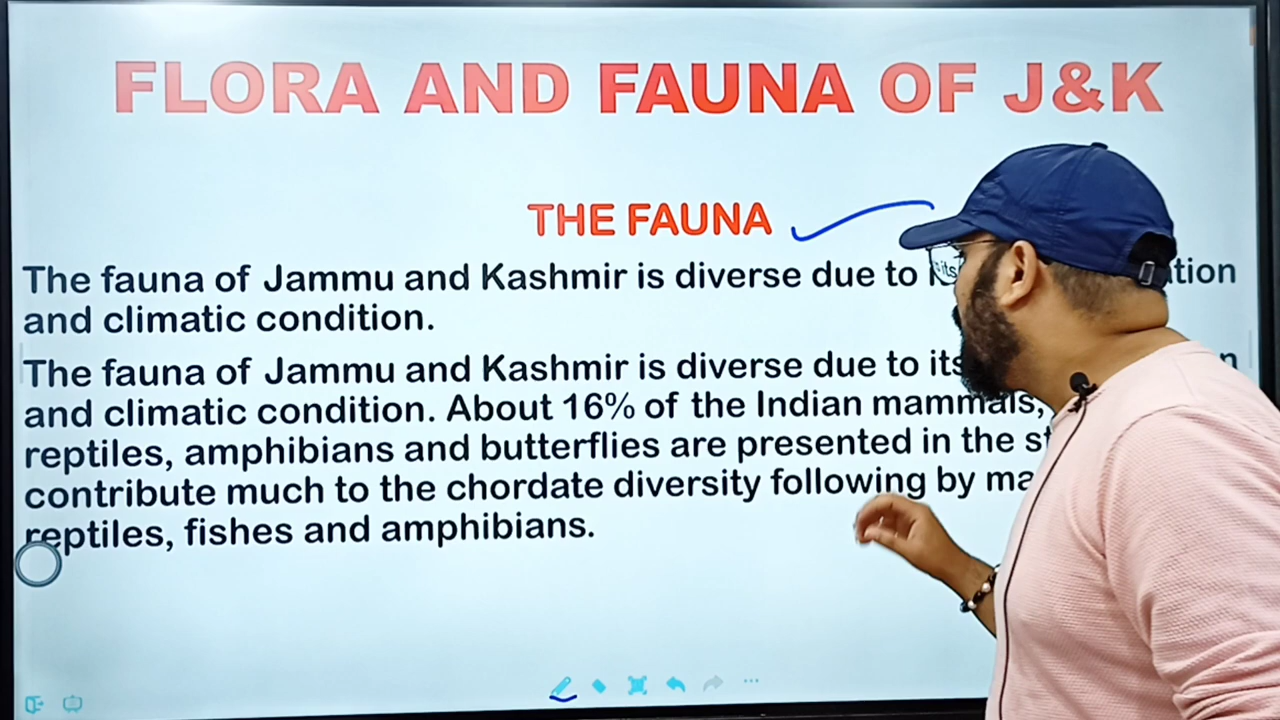 FLORA AND FAUNA OF J&K
THE FAUNA
The fauna of Jammu and Kashmir is diverse due to its
and climatic condition.
The fauna of Jammu and Kashmir is diverse due to its
and climatic condition. About 16% of the Indian mammals,
reptiles, amphibians and butterflies are presented in the
contribute much to the chordate diversity following by
reptiles, fishes and amphibians.